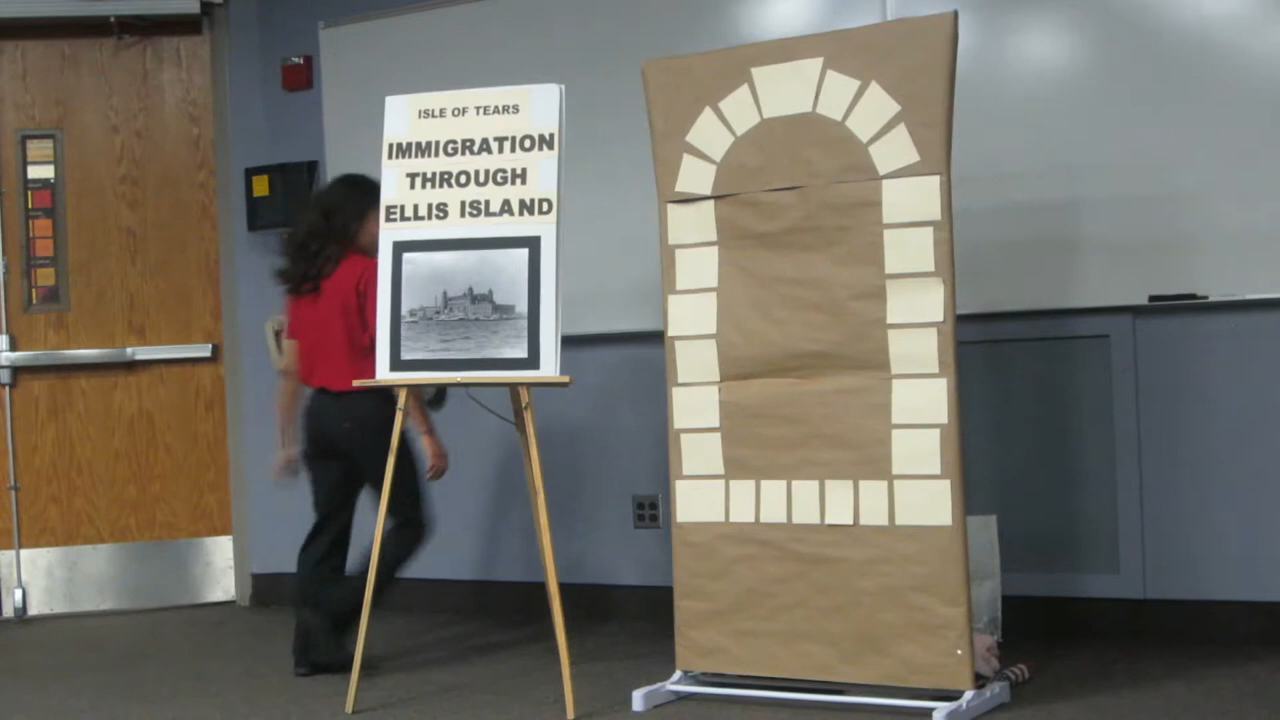 ISLE OF TEARS
IMMIGRATION
THROUGH
ELLIS ISLAND